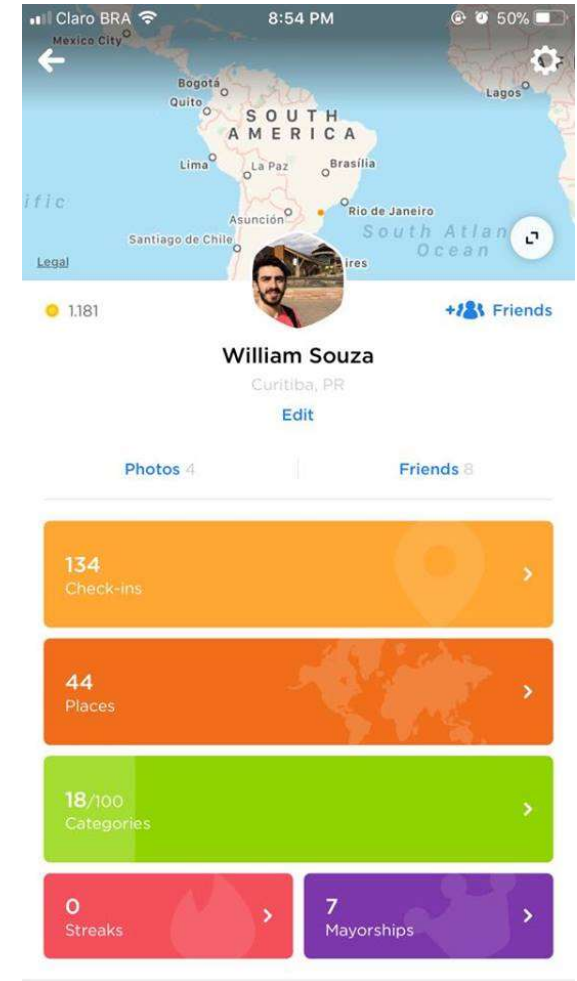 Claro BRA 8:54 PM 50%
Mexico City
Bogotá
Quito
Lagos
SOUTH
AMERICA
Lima
La Paz
Brasília
ific
Asunción
Rio de Janeiro
Santiago de Chile
South Atlan
Ocean
ires
Legal
1.181
Friends
William Souza
Curitiba, PR
Edit
Photos 4
Friends 8
134
Check-ins
44
Places
18/100
Categories
0
Streaks
7
Mayorships